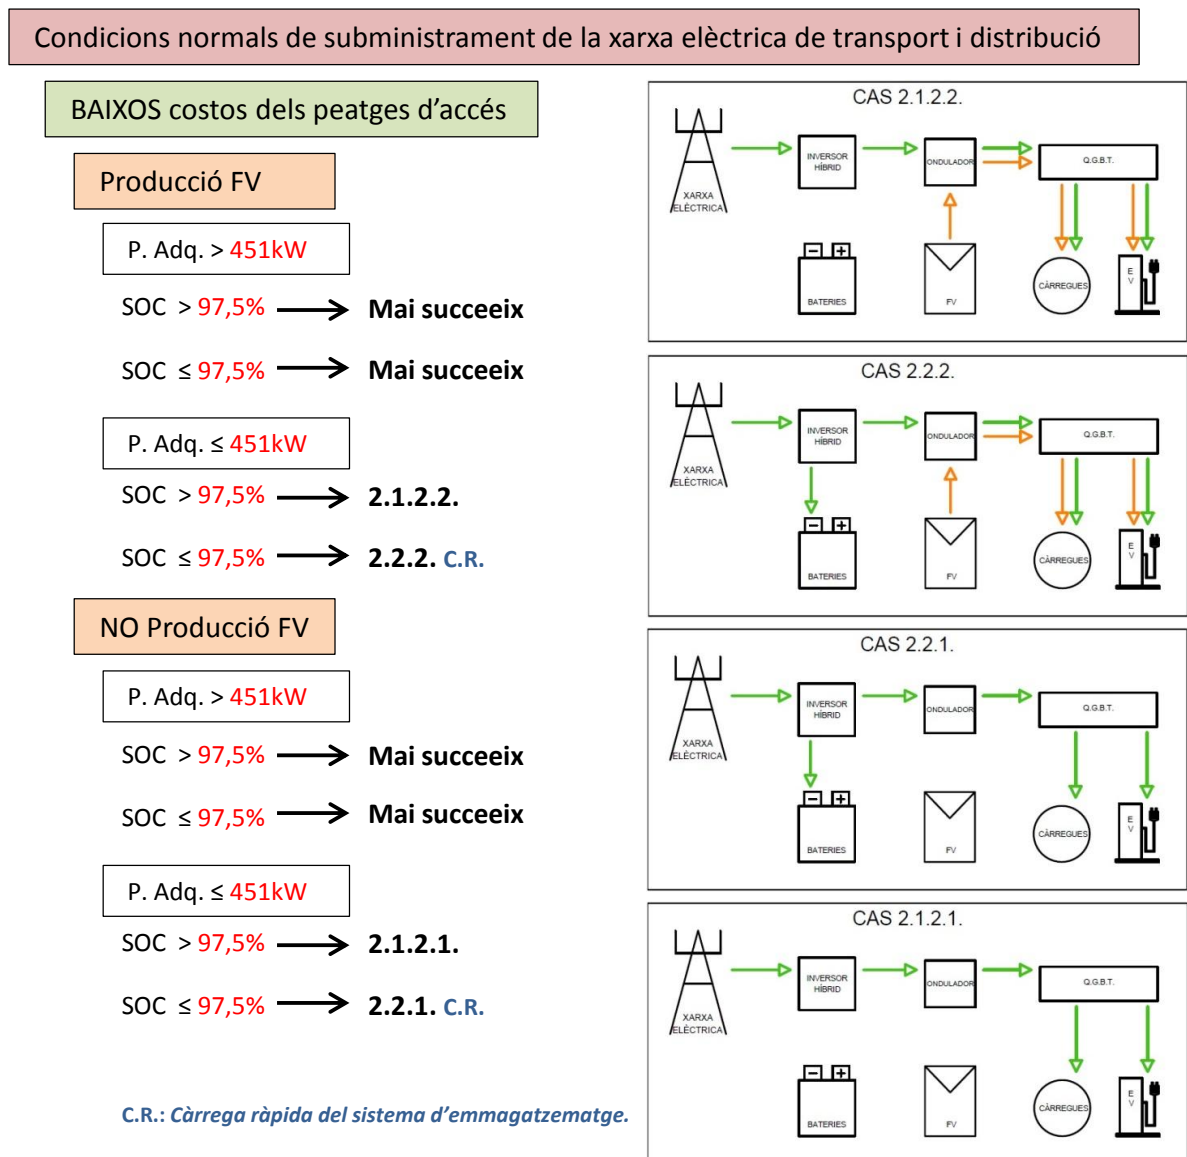 Condicions normals de subministrament de la xarxa elèctrica de transport i distribució
BAIXOS costos dels peatges d'accés
Producció FV
P. Adq. > 451kW
SOC > 97,5% Mai succeeix
SOC ≤ 97,5% Mai succeeix
P. Adq. ≤ 451kW
SOC > 97,5% 2.1.2.2.
SOC ≤ 97,5% 2.2.2. C.R.
NO Producció FV
P. Adq. > 451kW
SOC > 97,5% Mai succeeix
SOC ≤ 97,5% Mai succeeix
P. Adq. ≤ 451kW
SOC > 97,5% 2.1.2.1.
SOC ≤ 97,5% 2.2.1. C.R.
C.R.: Càrrega ràpida del sistema d'emmagatzematge.
CAS 2.1.2.2.
XARXA
ELÈCTRICA
INVERSOR
HÍBRID
ONDULADOR
Q.G.B.T.
BATERIES
FV
CÀRREGUES
E
V
CAS 2.2.2.
XARXA
ELÈCTRICA
INVERSOR
HÍBRID
ONDULADOR
Q.G.B.T.
BATERIES
FV
CÀRREGUES
E
V
CAS 2.2.1.
XARXA
ELÈCTRICA
INVERSOR
HÍBRID
ONDULADOR
Q.G.B.T.
BATERIES
FV
CÀRREGUES
E
V
CAS 2.1.2.1.
XARXA
ELÈCTRICA
INVERSOR
HÍBRID
ONDULADOR
Q.G.B.T.
BATERIES
FV
CÀRREGUES
E
V